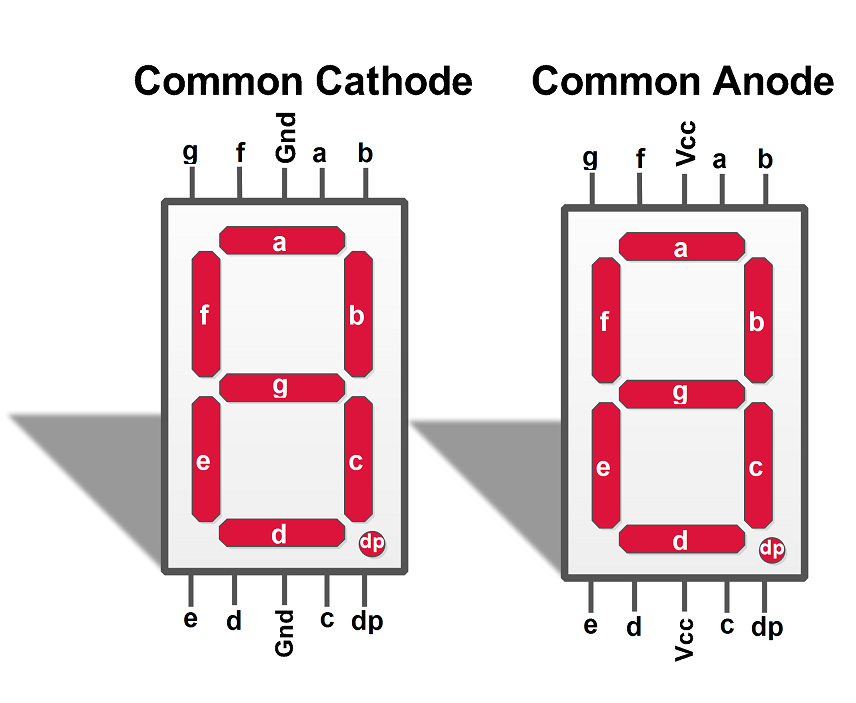 Common Cathode
g f Gnd a b
a
f b
g
e c
d
dp
e d Gnd c dp
Common Anode
g f Vcc a b
a
f b
g
e c
d
dp
e d Vcc c dp